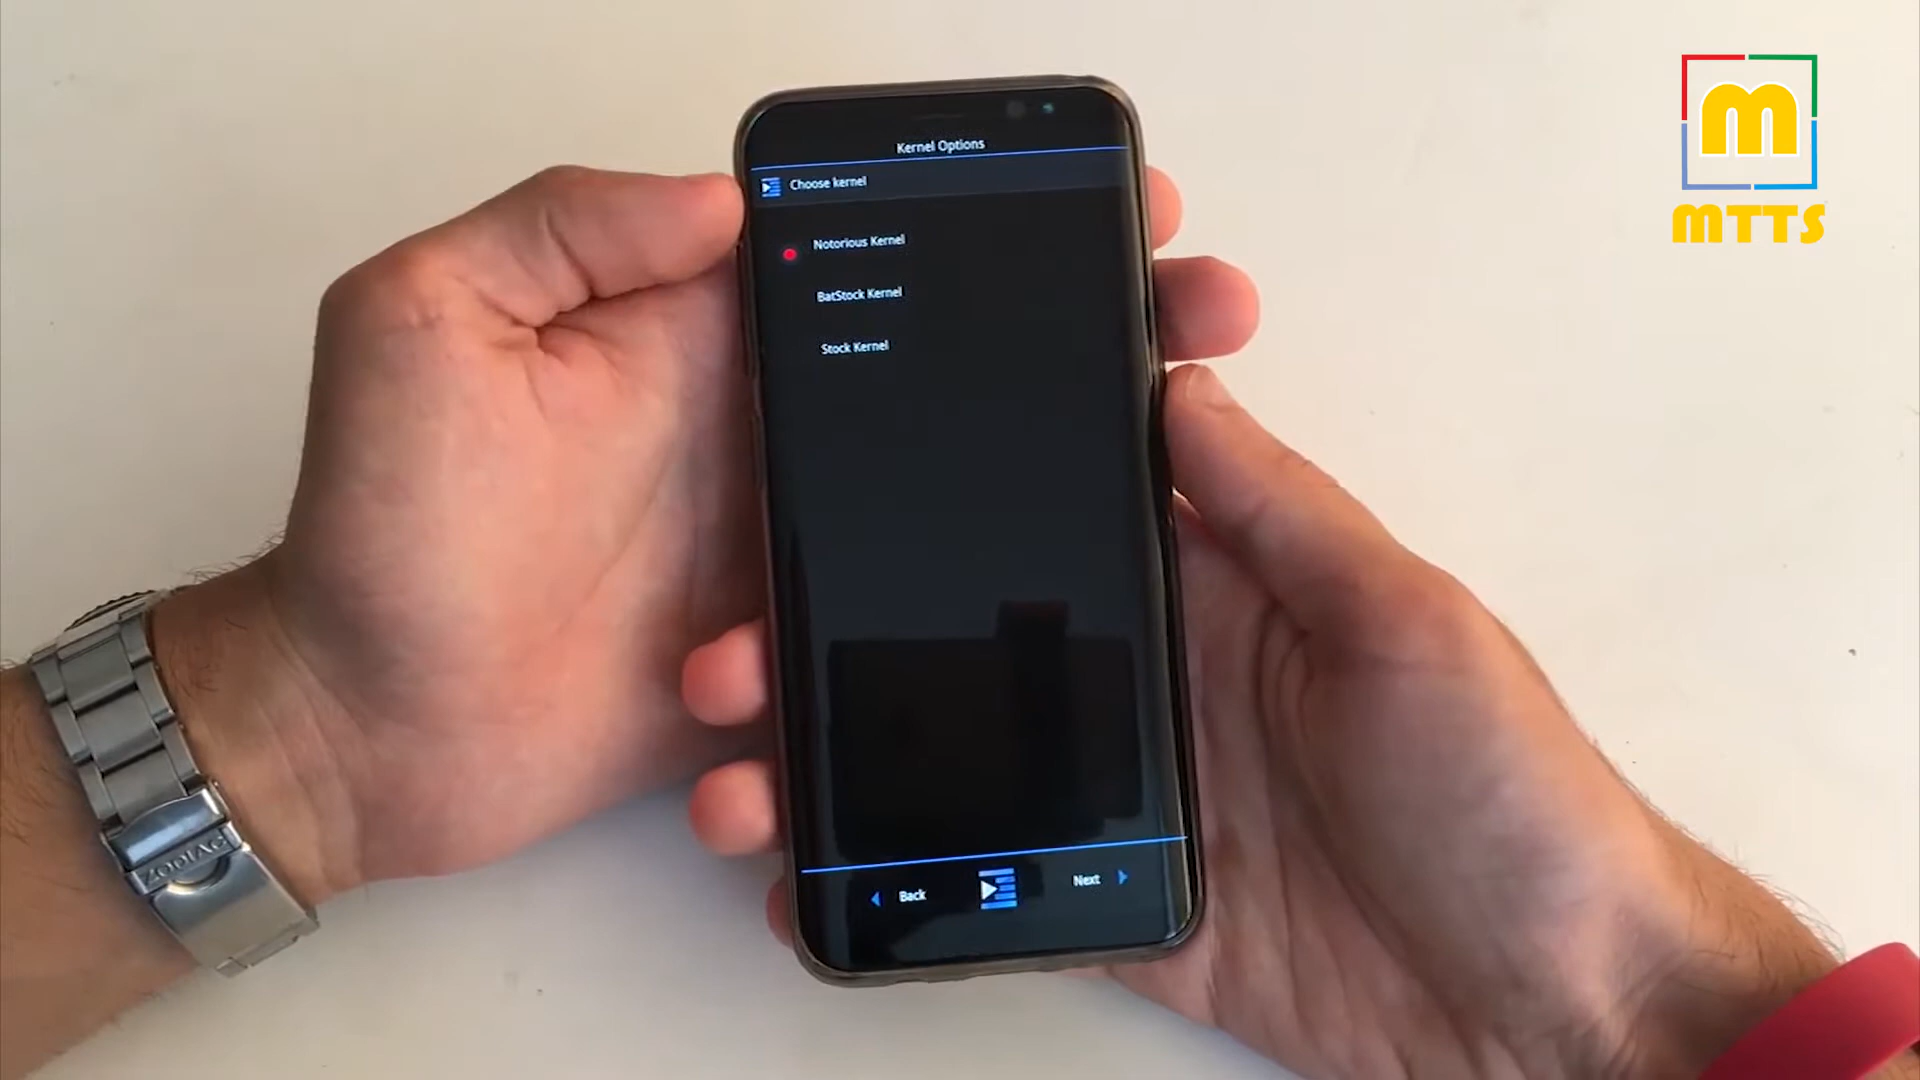 M
MTTS
Kernel Options
Choose kernel
Notorious Kernel
BatStock Kernel
Stock Kernel
Back
Next
ZODIAC